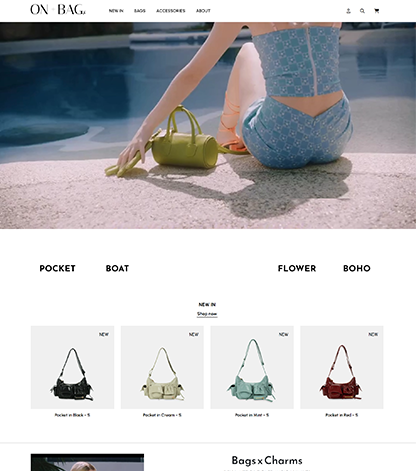 ON - BAG
NEW IN BAGS ACCESSORIES ABOUT
POCKET BOAT FLOWER BOHO
NEW IN
Shop now
NEW NEW NEW NEW
Pocket in Black - S Pocket in Cream - S Pocket in Mint - S Pocket in Red - S
Bags x Charms